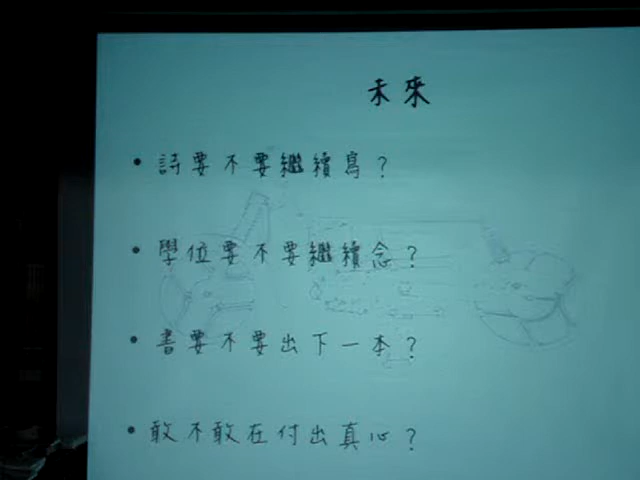 未來
• 詩要不要繼續寫？
• 學位要不要繼續念？
• 書要不要出下一本？
• 敢不敢在付出真心？